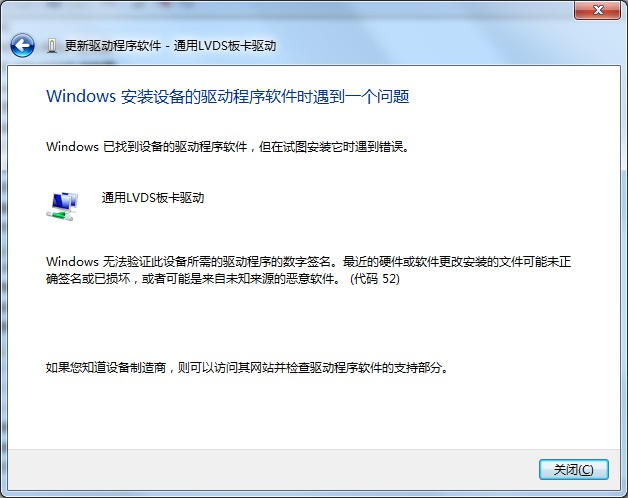 更新驱动程序软件 - 通用LVDS板卡驱动
Windows 安装设备的驱动程序软件时遇到一个问题
Windows 已找到设备的驱动程序软件，但在试图安装它时遇到错误。
通用LVDS板卡驱动
Windows 无法验证此设备所需的驱动程序的数字签名。最近的硬件或软件更改安装的文件可能未正
确签名或已损坏，或者可能是来自未知来源的恶意软件。 (代码 52)
如果您知道设备制造商，则可以访问其网站并检查驱动程序软件的支持部分。
关闭(C)